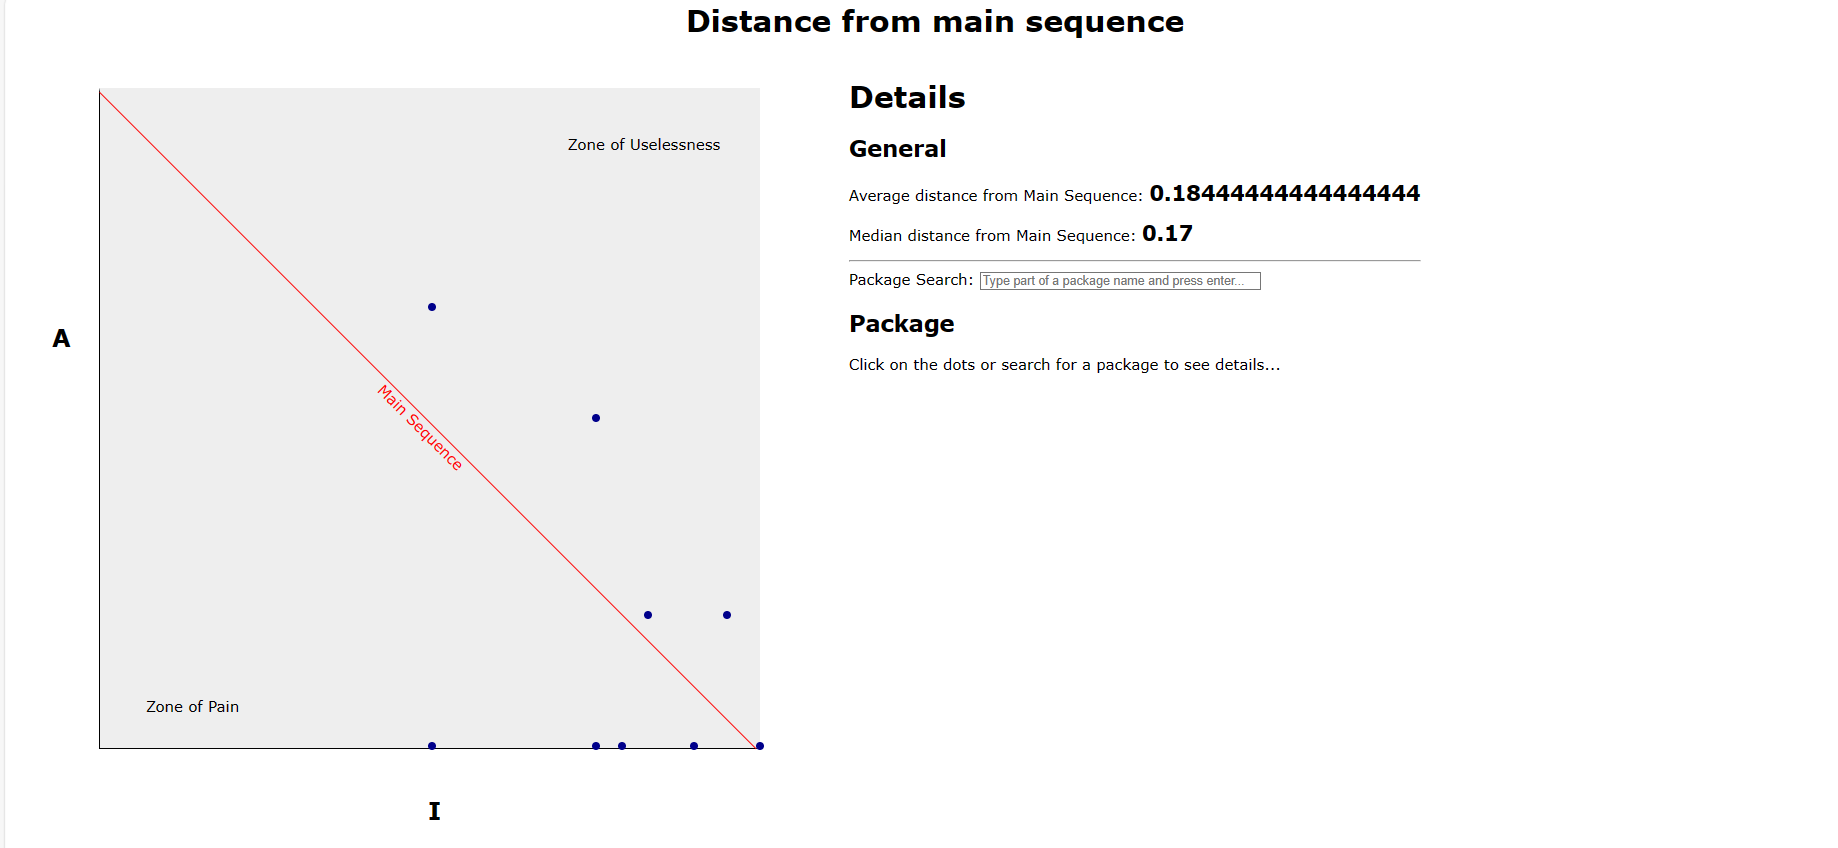 Distance from main sequence
Zone of Uselessness
A
Main Sequence
Zone of Pain
I
Details
General
Average distance from Main Sequence: 0.18444444444444444
Median distance from Main Sequence: 0.17
Package Search: Type part of a package name and press enter...
Package
Click on the dots or search for a package to see details...